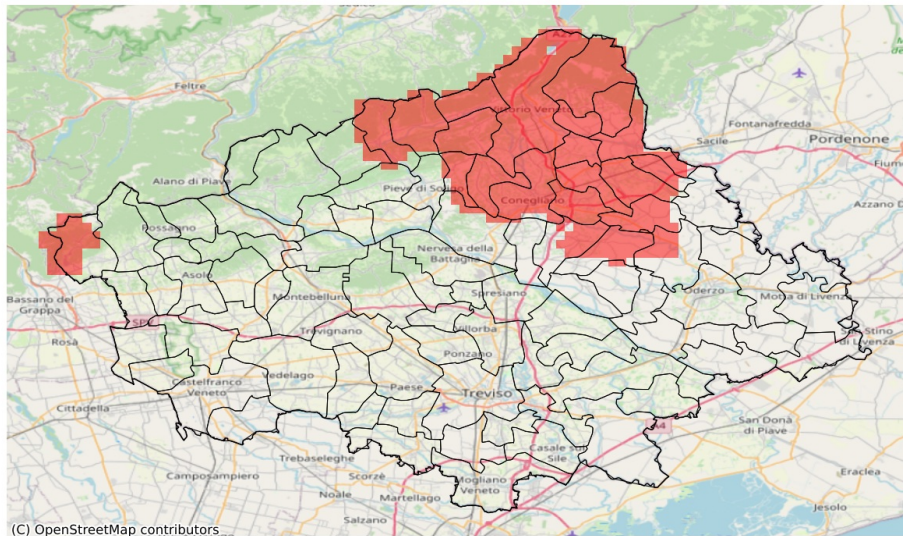 Feltre
Vittorio Veneto
Fontanafredda
Sacile
Pordenone
Alano di Piave
Pieve di Soligo
Conegliano
Azzano D
Possagno
Nervesa della
Battaglia
Asolo
Bassano del
Grappa
Montebelluna
Spresiano
Oderzo
Motta di Livenza
Rosà
Trevignano
Villorba
Ponzano
di Livenza
Castelfranco
Veneto
Vedelago
Paese
Treviso
Cittadella
A4
San Donà
di Piave
Casale sul
Sile
Trebaseleghe
Camposampiero
Scorzè
Mogliano
Veneto
Eraclea
Noale
Martellago
Jesolo
Salzano
(C) OpenStreetMap contributors